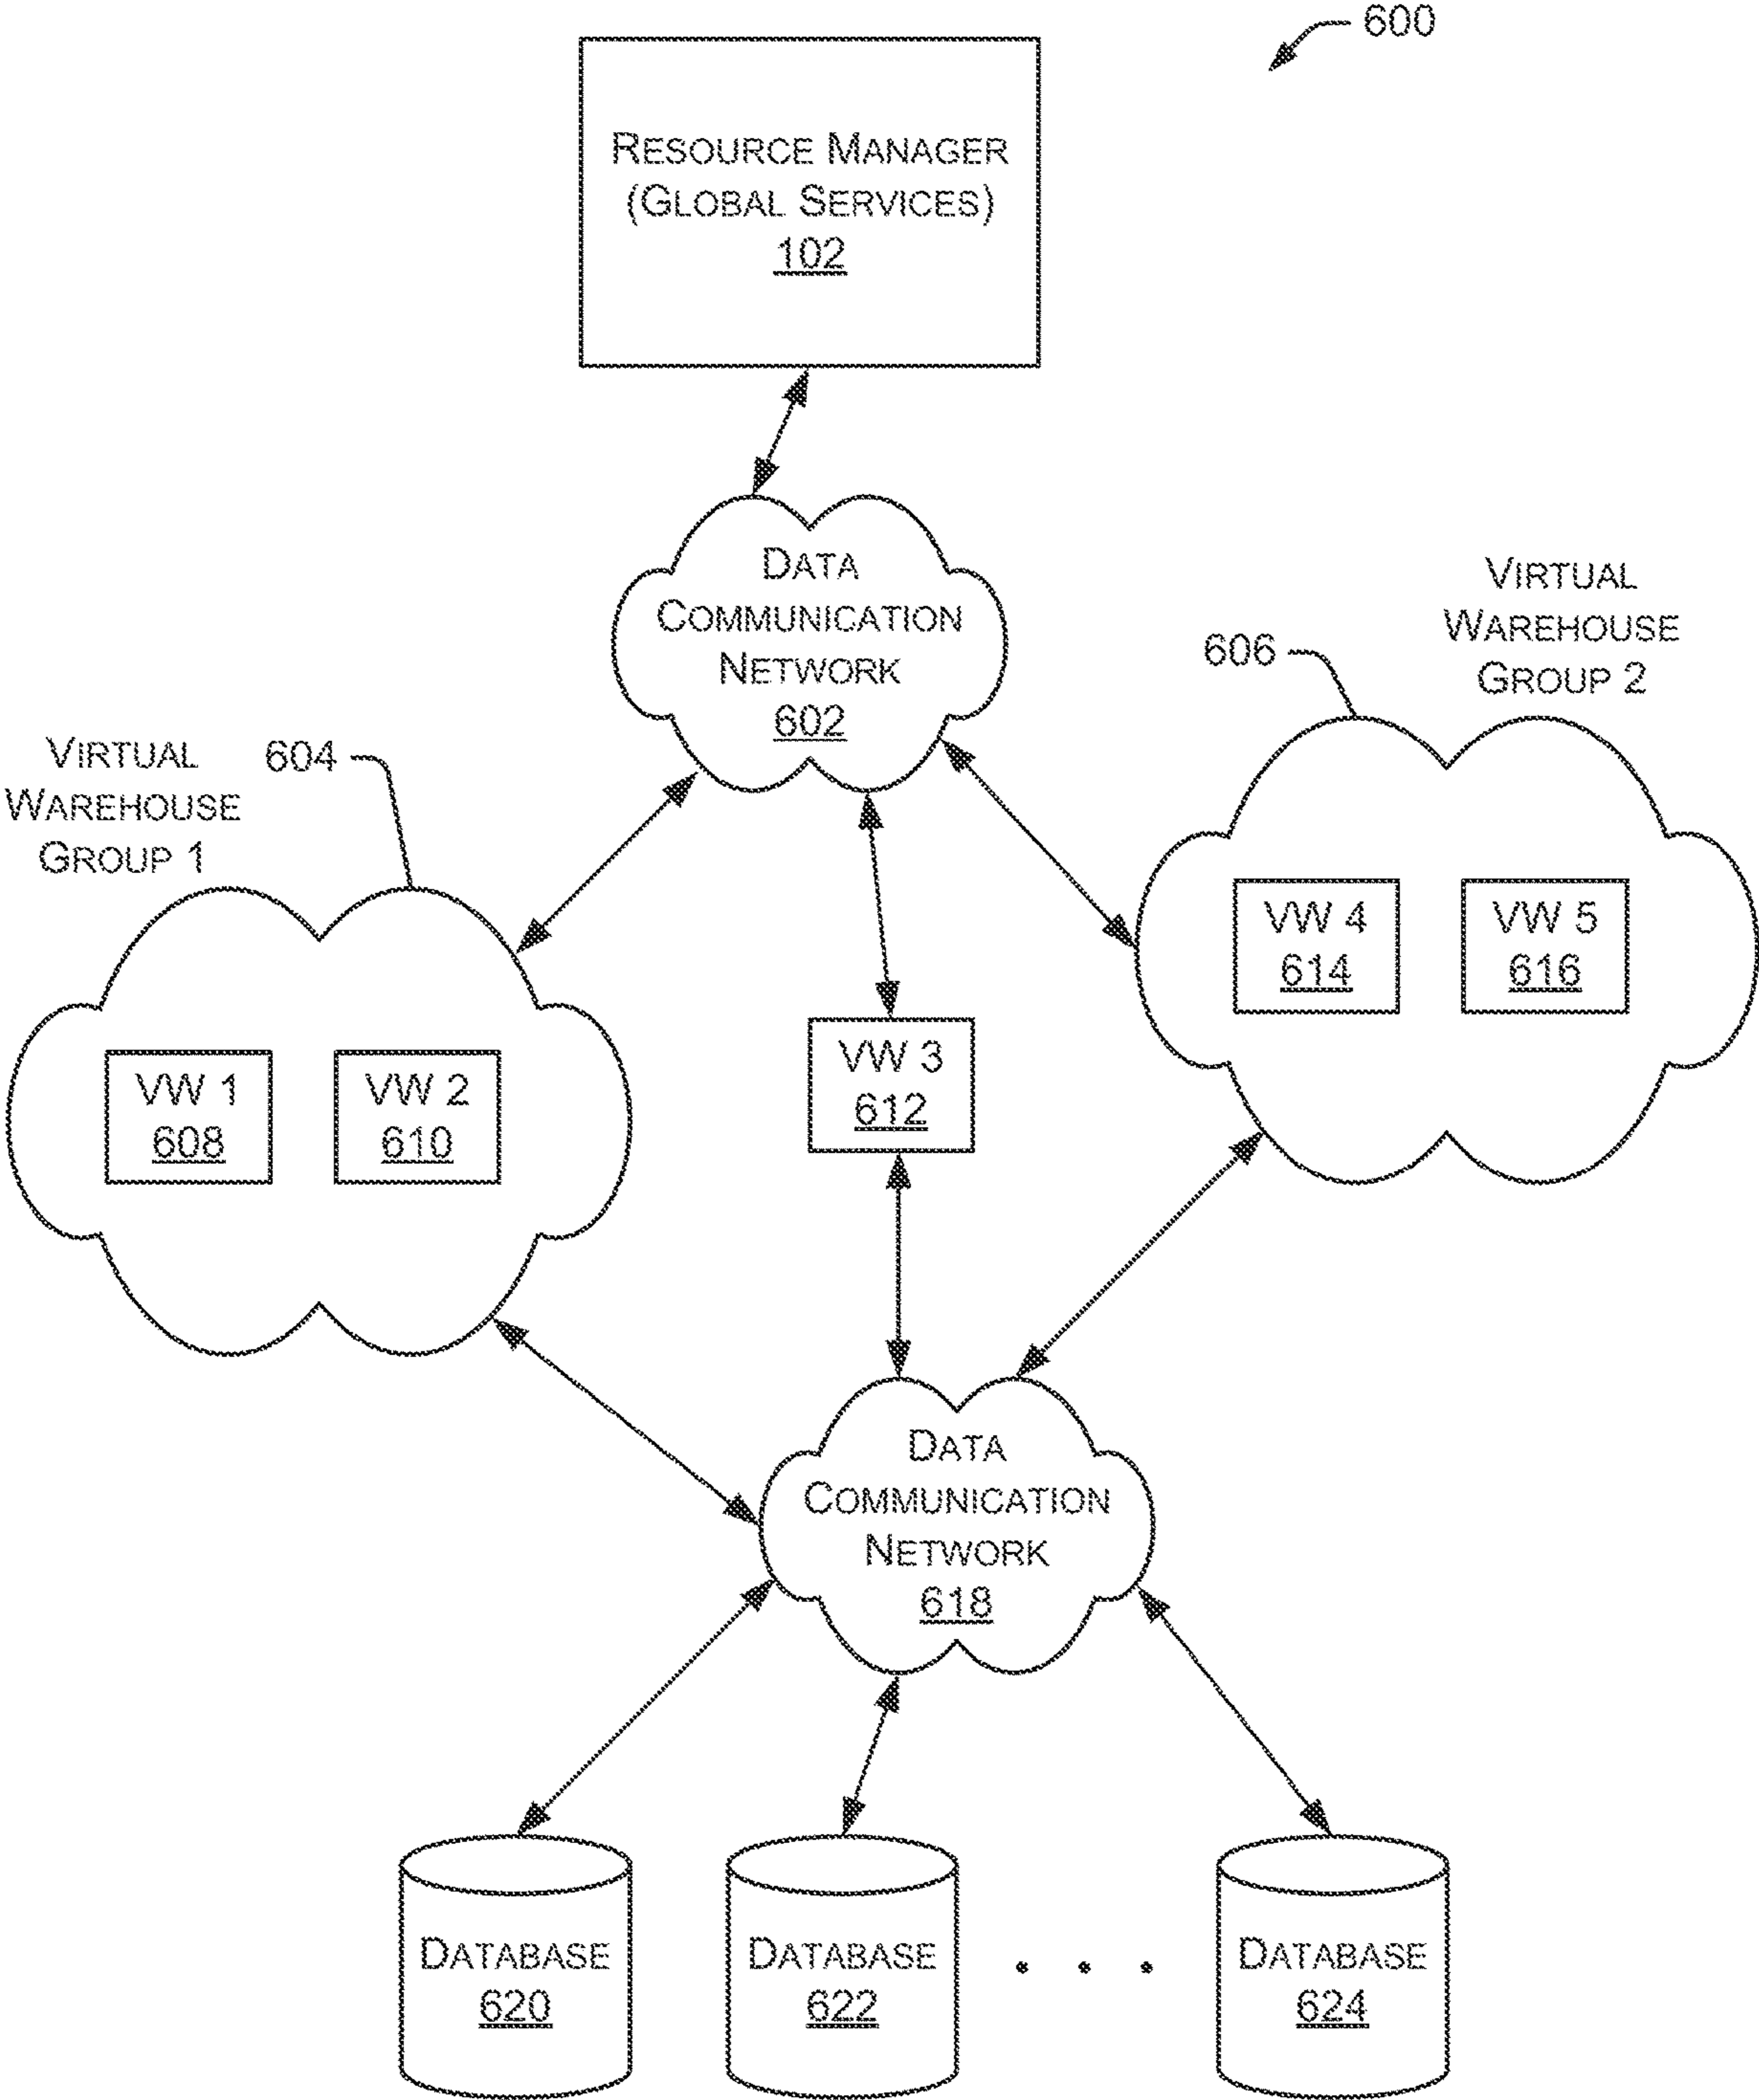 600
RESOURCE MANAGER
(GLOBAL SERVICES)
102
DATA
COMMUNICATION
NETWORK
602
VIRTUAL
WAREHOUSE
GROUP 2
606
VIRTUAL
WAREHOUSE
GROUP 1
604
VW 4
614
VW 5
616
VW 3
612
VW 1
608
VW 2
610
DATA
COMMUNICATION
NETWORK
618
DATABASE
620
DATABASE
622
. . .
DATABASE
624